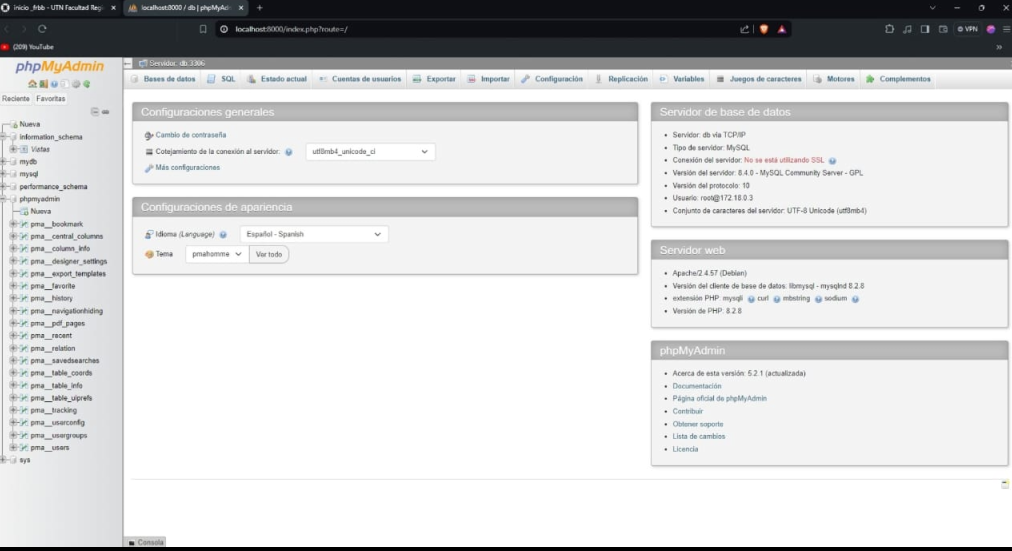 inicio_frbb - UTN Facultad Regi
localhost:8000 / db | phpMyAdm
localhost:8000/index.php?route=/
VPN
(209) YouTube
phpMyAdmin
Reciente Favoritas
Nueva
information_schema
Vistas
mydb
mysql
performance_schema
phpmyadmin
Nueva
pma__bookmark
pma__central_columns
pma__column_info
pma__designer_settings
pma__export_templates
pma__favorite
pma__history
pma__navigationhiding
pma__pdf_pages
pma__recent
pma__relation
pma__savedsearches
pma__table_coords
pma__table_info
pma__table_uiprefs
pma__tracking
pma__userconfig
pma__usergroups
pma__users
sys
Servidor: db:3306
Bases de datos SQL Estado actual Cuentas de usuarios Exportar Importar Configuración Replicación Variables Juegos de caracteres Motores Complementos
Configuraciones generales
Cambio de contraseña
Cotejamiento de la conexión al servidor: utf8mb4_unicode_ci
Más configuraciones
Configuraciones de apariencia
Idioma (Language) Español - Spanish
Tema pmahomme Ver todo
Servidor de base de datos
Servidor: db via TCP/IP
Tipo de servidor: MySQL
Conexión del servidor: No se está utilizando SSL
Versión del servidor: 8.4.0 - MySQL Community Server - GPL
Versión del protocolo: 10
Usuario: root@172.18.0.3
Conjunto de caracteres del servidor: UTF-8 Unicode (utf8mb4)
Servidor web
Apache/2.4.57 (Debian)
Versión del cliente de base de datos: libmysql - mysqlnd 8.2.8
extensión PHP: mysqli curl mbstring sodium
Versión de PHP: 8.2.8
phpMyAdmin
Acerca de esta versión: 5.2.1 (actualizada)
Documentación
Página oficial de phpMyAdmin
Contribuir
Obtener soporte
Lista de cambios
Licencia
Consola